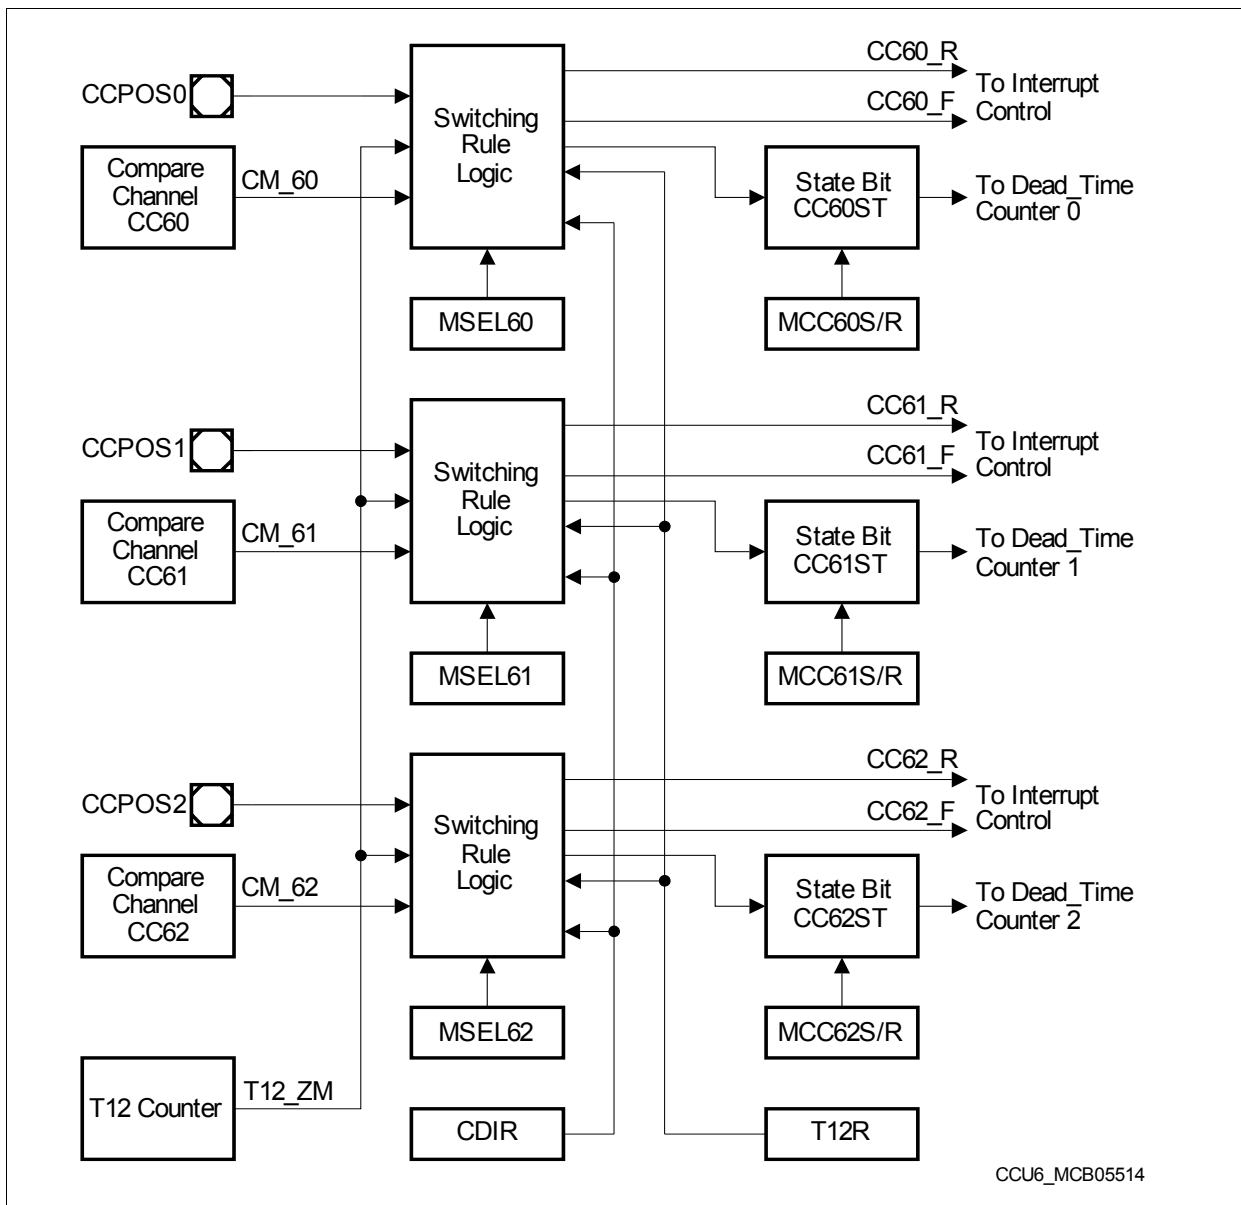 CC60_R
CCPOS0
To Interrupt
Control
CC60_F
Switching
Rule
Logic
Compare
Channel
CC60
CM_60
State Bit
CC60ST
To Dead_Time
Counter 0
MSEL60
MCC60S/R
CC61_R
CCPOS1
To Interrupt
Control
CC61_F
Switching
Rule
Logic
Compare
Channel
CC61
CM_61
State Bit
CC61ST
To Dead_Time
Counter 1
MSEL61
MCC61S/R
CC62_R
CCPOS2
To Interrupt
Control
CC62_F
Switching
Rule
Logic
Compare
Channel
CC62
CM_62
State Bit
CC62ST
To Dead_Time
Counter 2
MSEL62
MCC62S/R
T12 Counter
T12_ZM
CDIR
T12R
CCU6_MCB05514